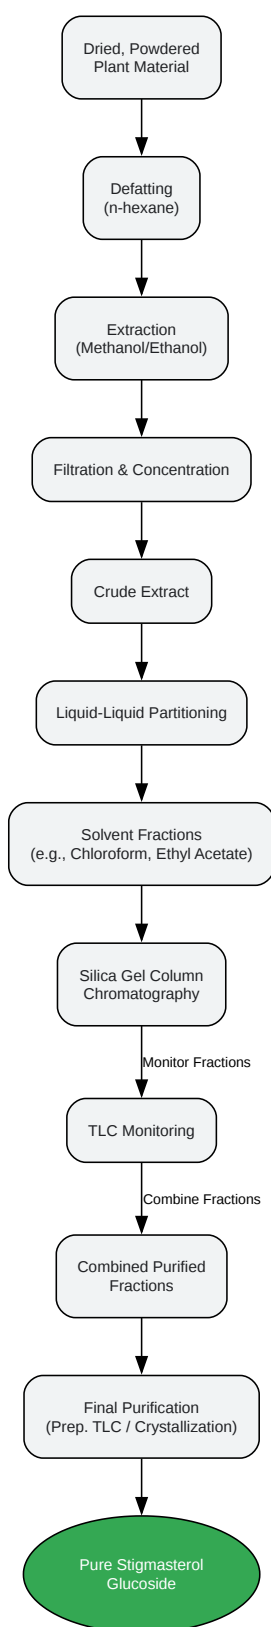 Dried, Powdered
Plant Material
Defatting
(n-hexane)
Extraction
(Methanol/Ethanol)
Filtration & Concentration
Crude Extract
Liquid-Liquid Partitioning
Solvent Fractions
(e.g., Chloroform, Ethyl Acetate)
Silica Gel Column
Chromatography
Monitor Fractions
TLC Monitoring
Combine Fractions
Combined Purified
Fractions
Final Purification
(Prep. TLC / Crystallization)
Pure Stigmasterol
Glucoside